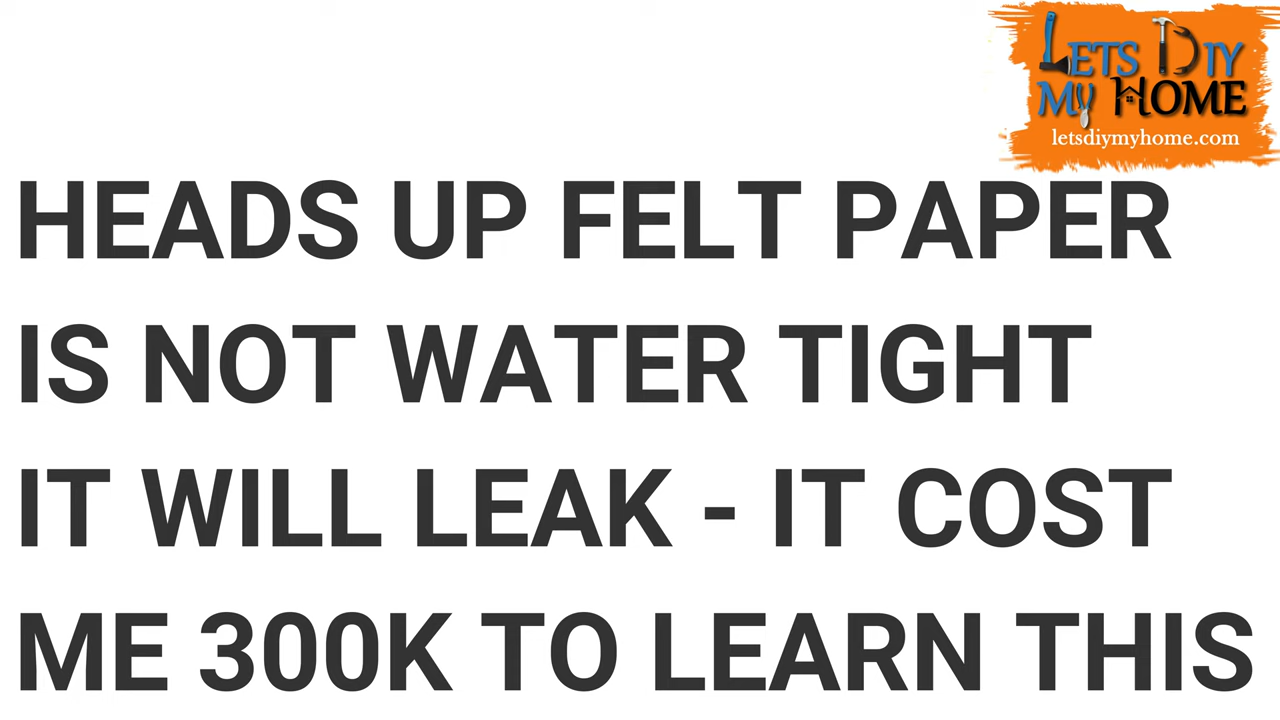 LETS DIY
MY HOME
letsdiymyhome.com
HEADS UP FELT PAPER
IS NOT WATER TIGHT
IT WILL LEAK - IT COST
ME 300K TO LEARN THIS